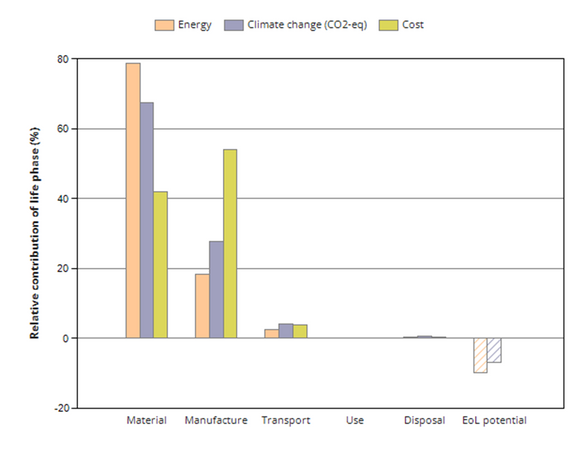 Energy Climate change (CO2-eq) Cost
Relative contribution of life phase (%)
80
60
40
20
0
-20
Material Manufacture Transport Use Disposal EoL potential